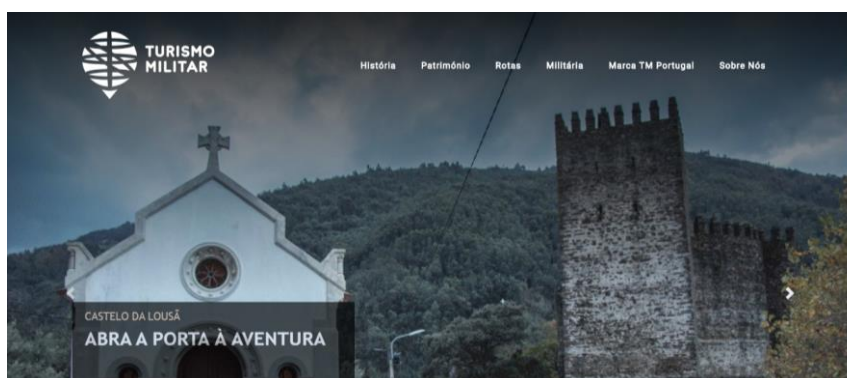 TURISMO
MILITAR
História Património Rotas Militária Marca TM Portugal Sobre Nós
CASTELO DA LOUSÃ
ABRA A PORTA À AVENTURA